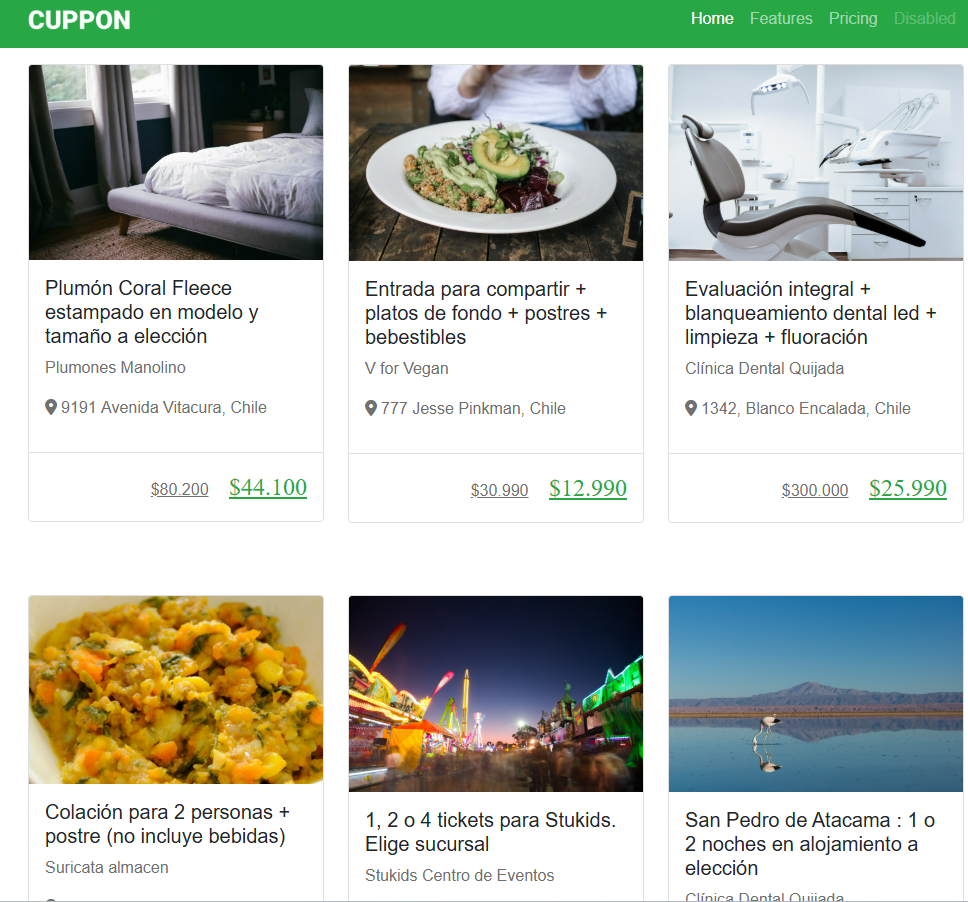 CUPPON
Home Features Pricing Disabled
Plumón Coral Fleece
estampado en modelo y
tamaño a elección
Plumones Manolino
9191 Avenida Vitacura, Chile
$80.200 $44.100
Entrada para compartir +
platos de fondo + postres +
bebestibles
V for Vegan
777 Jesse Pinkman, Chile
$30.990 $12.990
Evaluación integral +
blanqueamiento dental led +
limpieza + fluoración
Clínica Dental Quijada
1342, Blanco Encalada, Chile
$300.000 $25.990
Colación para 2 personas +
postre (no incluye bebidas)
Suricata almacen
1, 2 o 4 tickets para Stukids.
Elige sucursal
Stukids Centro de Eventos
San Pedro de Atacama : 1 o
2 noches en alojamiento a
elección
Clínica Dental Quijada